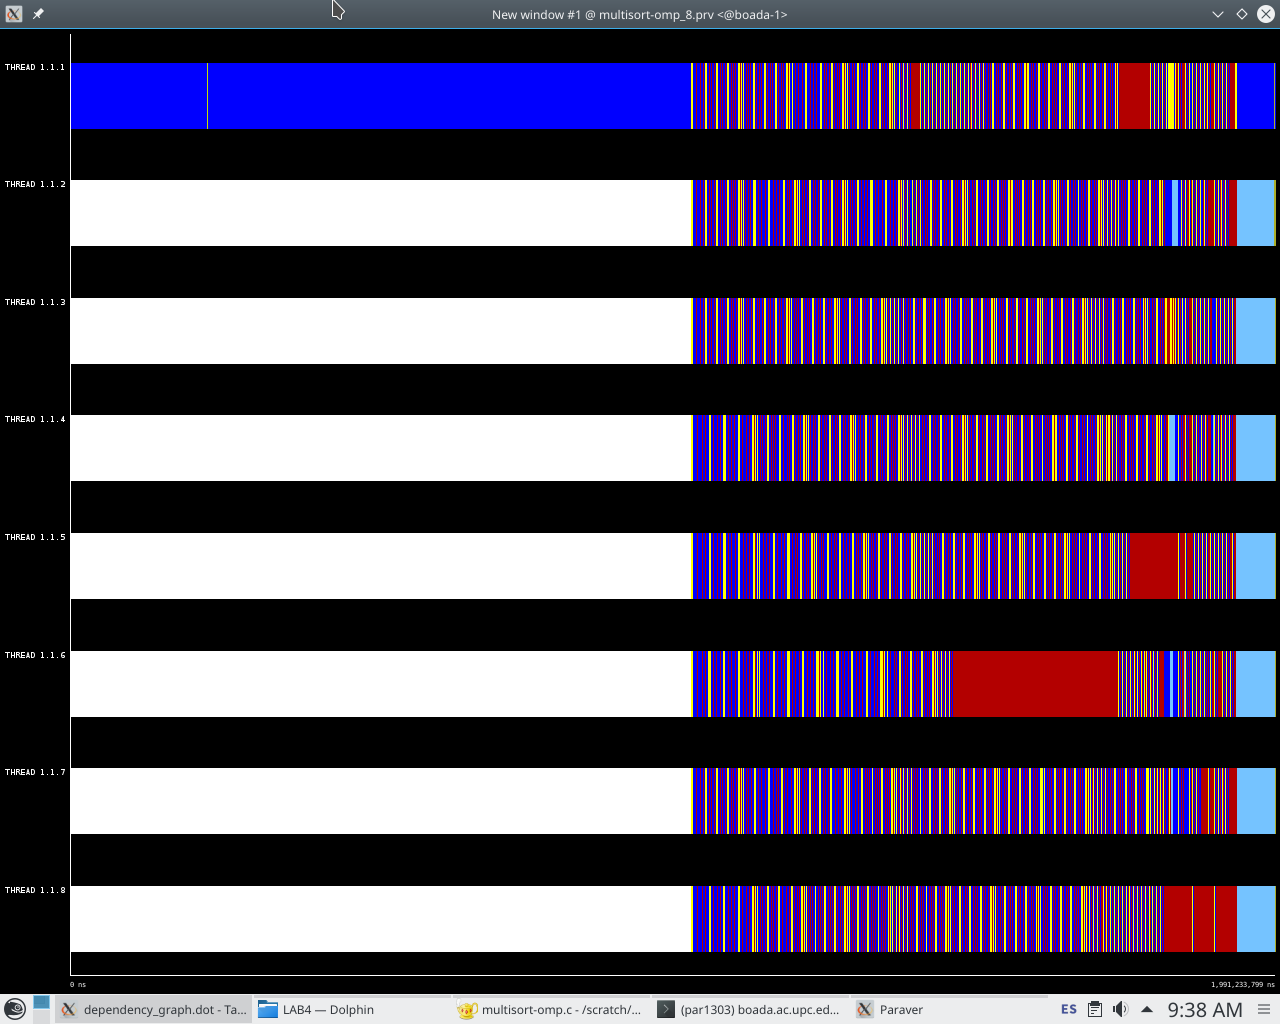 New window #1 @ multisort-omp_8.prv <@boada-1>
THREAD 1.1.1
THREAD 1.1.2
THREAD 1.1.3
THREAD 1.1.4
THREAD 1.1.5
THREAD 1.1.6
THREAD 1.1.7
THREAD 1.1.8
0 ns 1,991,233,799 ns
dependency_graph.dot - Ta... LAB4 — Dolphin multisort-omp.c - /scratch/... (par1303) boada.ac.upc.ed... Paraver ES 9:38 AM